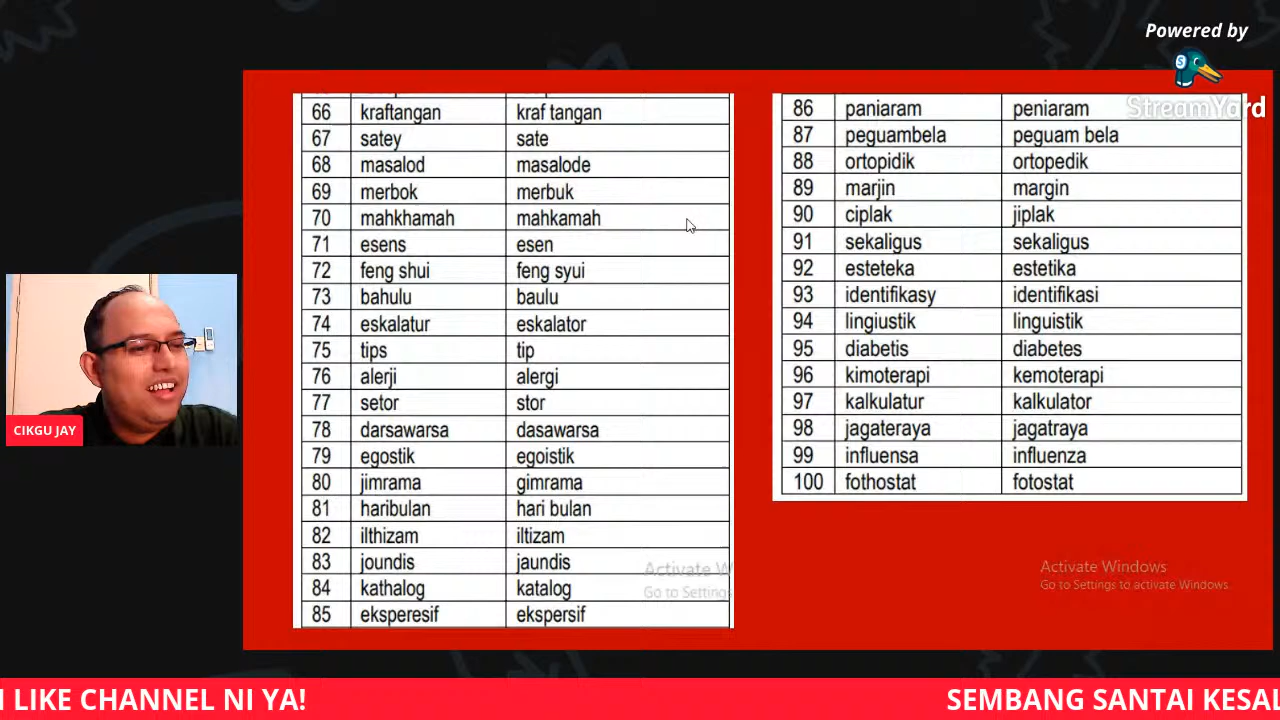 Powered by
StreamYard
66 kraftangan kraf tangan
67 satey sate
68 masalod masalode
69 merbok merbuk
70 mahkhamah mahkamah
71 esens esen
72 feng shui feng syui
73 bahulu baulu
74 eskalatur eskalator
75 tips tip
76 alerji alergi
77 setor stor
78 darsawarsa dasawarsa
79 egostik egoistik
80 jimrama gimrama
81 haribulan hari bulan
82 ilthizam iltizam
83 joundis jaundis
84 kathalog katalog
85 eksperesif ekspersif
86 paniaram peniaram
87 peguambela peguam bela
88 ortopidik ortopedik
89 marjin margin
90 ciplak jiplak
91 sekaligus sekaligus
92 esteteka estetika
93 identifikasy identifikasi
94 lingiustik linguistik
95 diabetis diabetes
96 kimoterapi kemoterapi
97 kalkulatur kalkulator
98 jagateraya jagatraya
99 influensa influenza
100 fothostat fotostat
Activate W
Go to Settings
Activate Windows
Go to Settings to activate Windows.
CIKGU JAY
I LIKE CHANNEL NI YA!
SEMBANG SANTAI KESAL